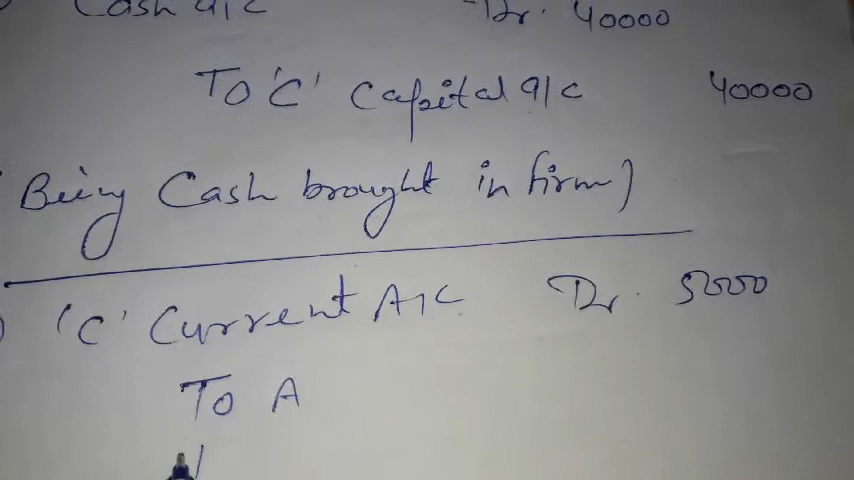 Cash a/c Dr. 40000
To 'C' Capital a/c 40000
Being Cash brought in firm)
'C' Current A/c Dr. 5000
To A